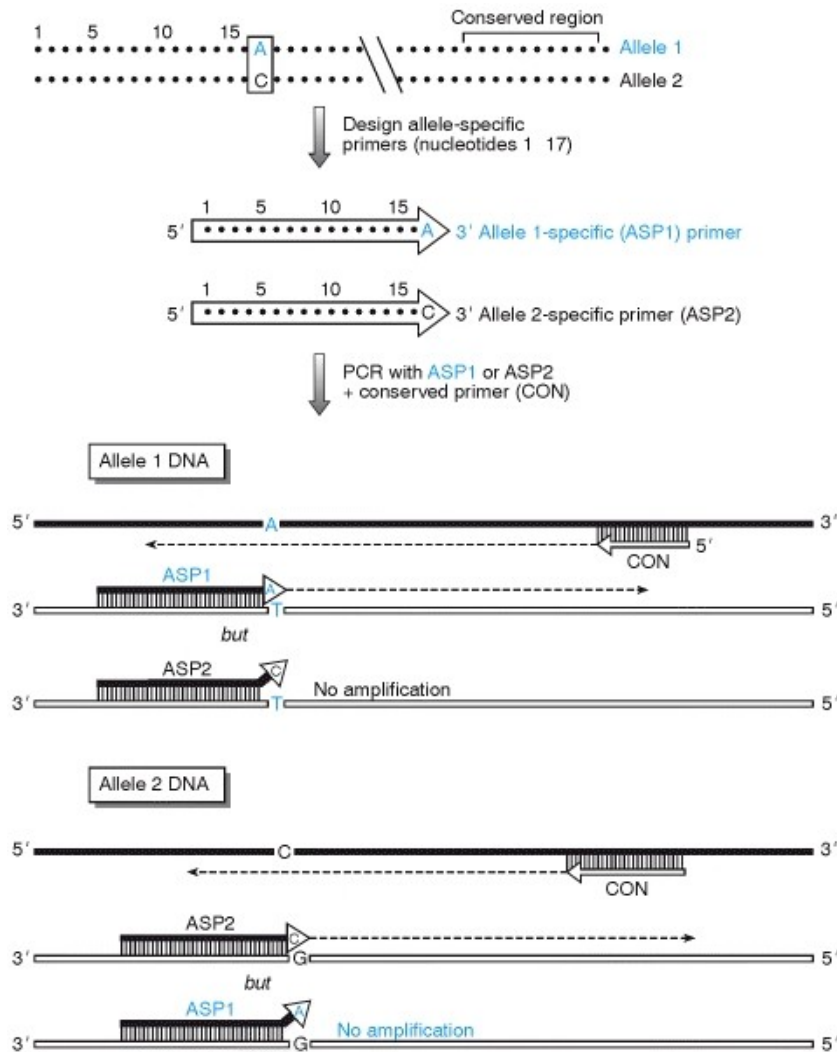 Conserved region
1 5 10 15
A Allele 1
C Allele 2
Design allele-specific
primers (nucleotides 1 17)
1 5 10 15
5′ A 3′ Allele 1-specific (ASP1) primer
1 5 10 15
5′ C 3′ Allele 2-specific primer (ASP2)
PCR with ASP1 or ASP2
+ conserved primer (CON)
Allele 1 DNA
5′ A 3′
5′
CON
ASP1
A
3′ T 5′
but
ASP2
C
No amplification
3′ T 5′
Allele 2 DNA
5′ C 3′
CON
ASP2
C
3′ G 5′
but
ASP1
A
No amplification
3′ G 5′